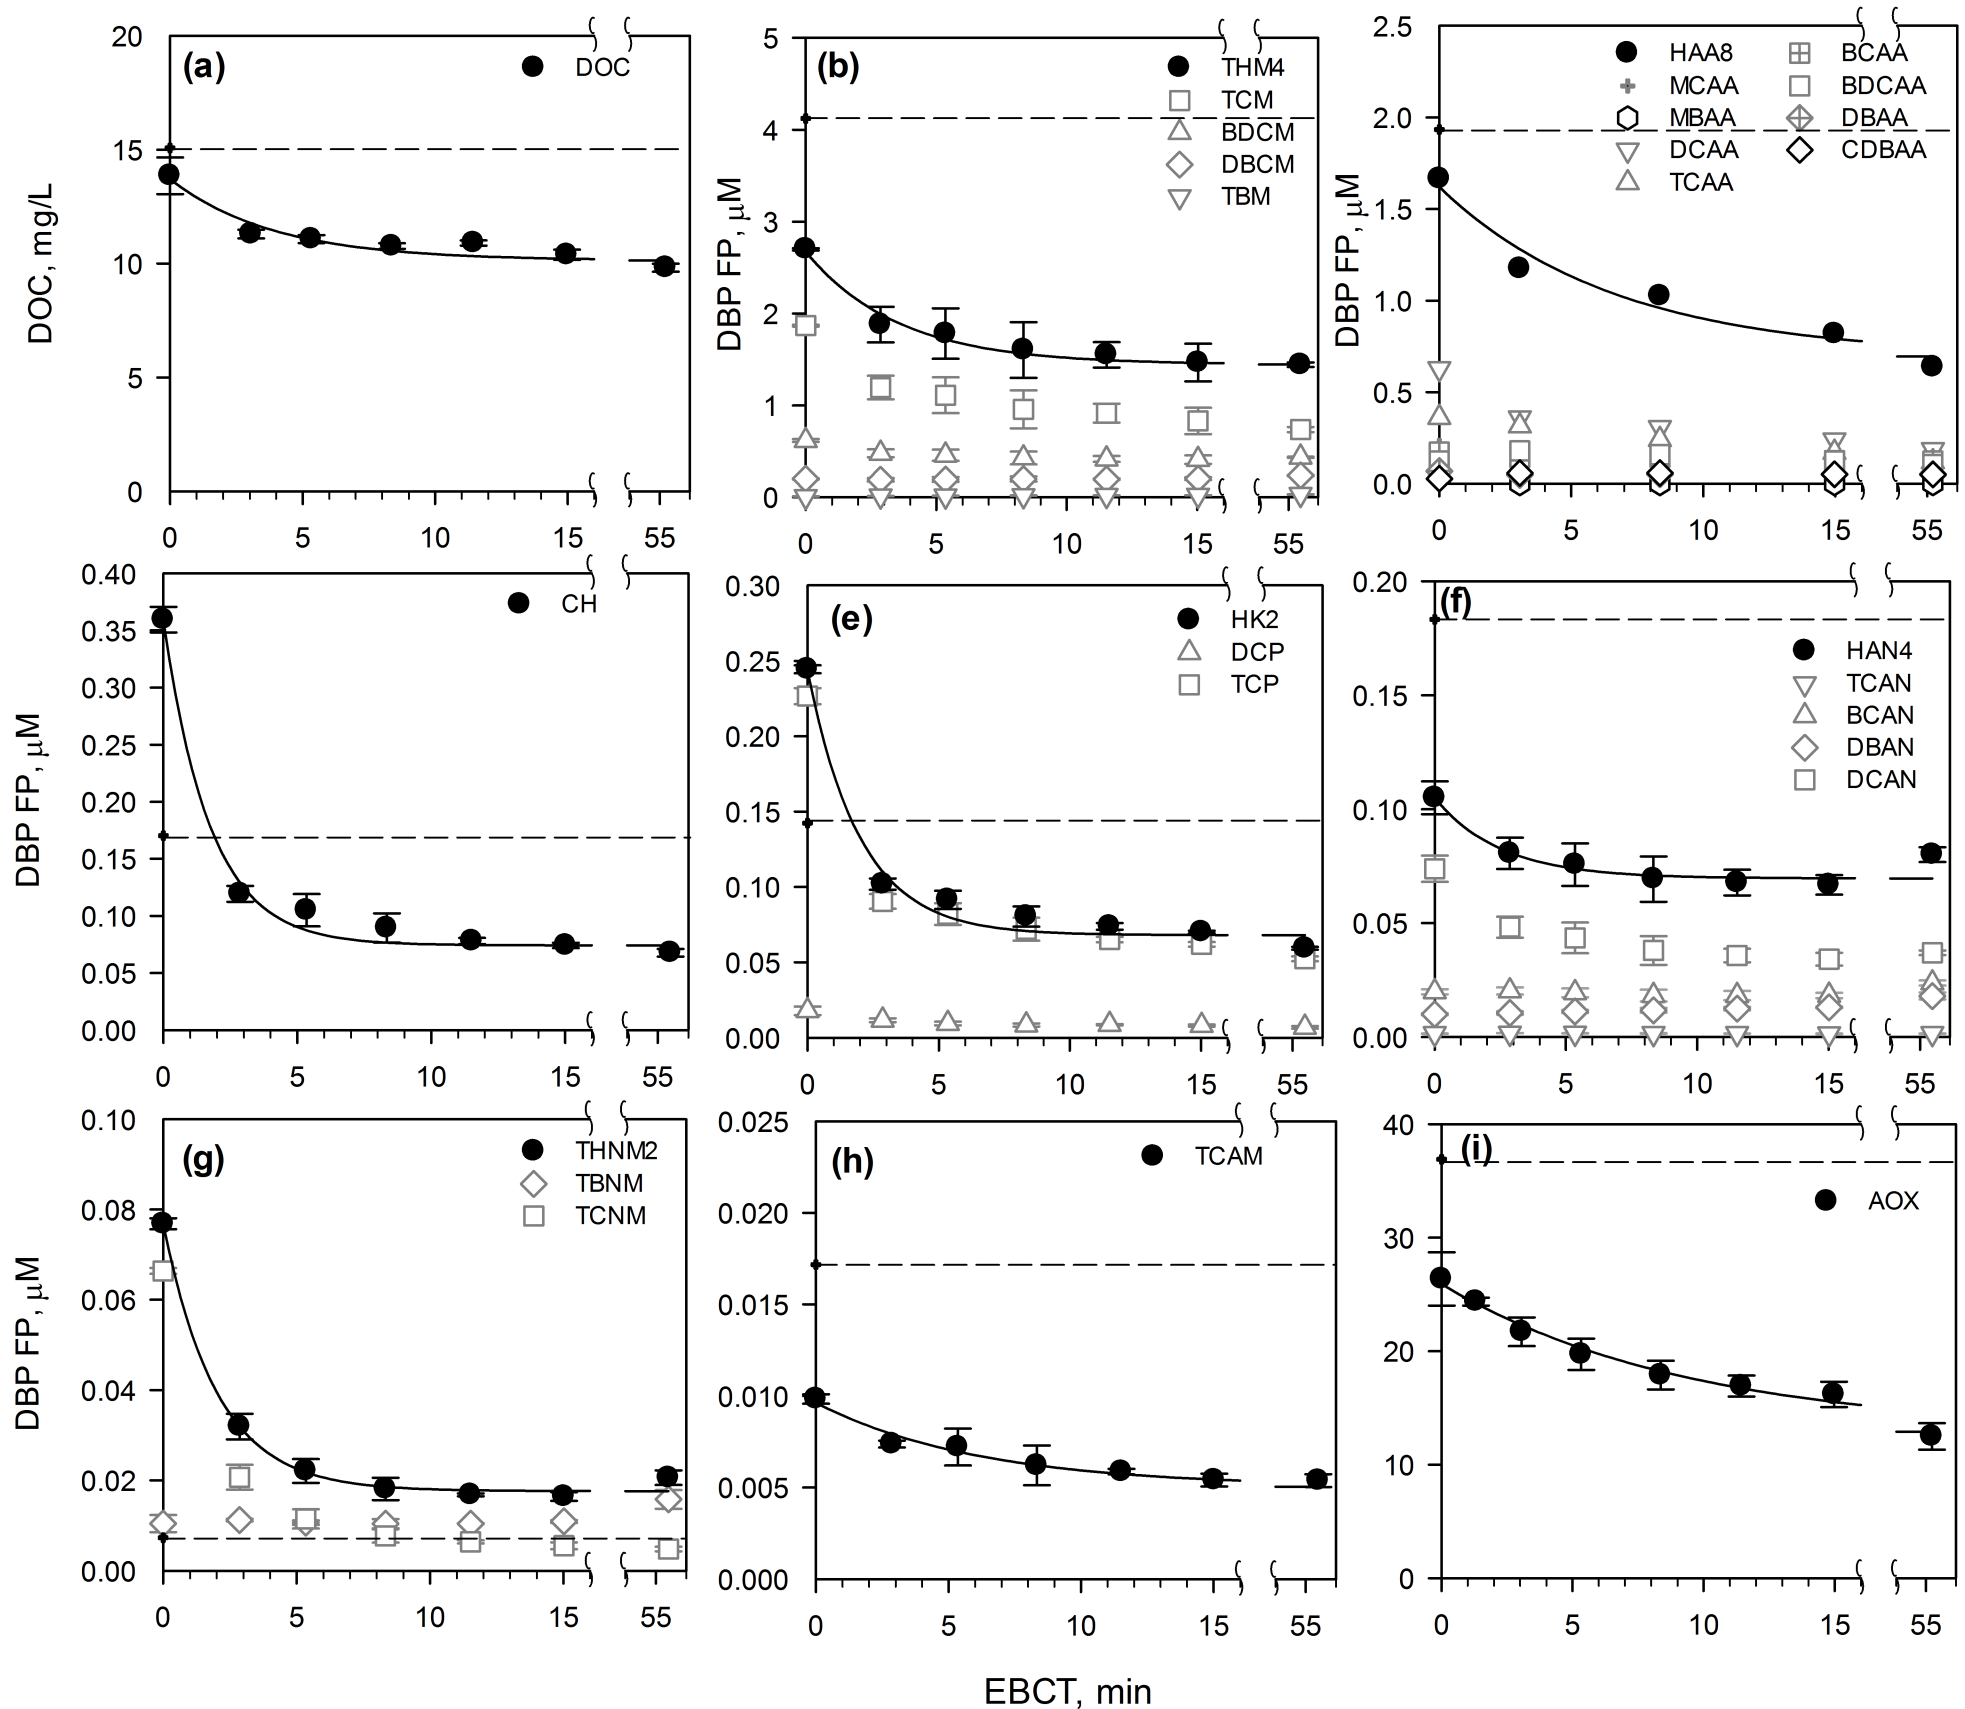 (a)
DOC
DOC, mg/L
20
15
10
5
0
0 5 10 15 55
(b)
THM4
TCM
BDCM
DBCM
TBM
DBP FP, μM
5
4
3
2
1
0
0 5 10 15 55
HAA8 BCAA
MCAA BDCAA
MBAA DBAA
DCAA CDBAA
TCAA
DBP FP, μM
2.5
2.0
1.5
1.0
0.5
0.0
0 5 10 15 55
CH
DBP FP, μM
0.40
0.35
0.30
0.25
0.20
0.15
0.10
0.05
0.00
0 5 10 15 55
(e)
HK2
DCP
TCP
0.30
0.25
0.20
0.15
0.10
0.05
0.00
0 5 10 15 55
(f)
HAN4
TCAN
BCAN
DBAN
DCAN
0.20
0.15
0.10
0.05
0.00
0 5 10 15 55
(g)
THNM2
TBNM
TCNM
DBP FP, μM
0.10
0.08
0.06
0.04
0.02
0.00
0 5 10 15 55
(h)
TCAM
0.025
0.020
0.015
0.010
0.005
0.000
0 5 10 15 55
(i)
AOX
40
30
20
10
0
0 5 10 15 55
EBCT, min